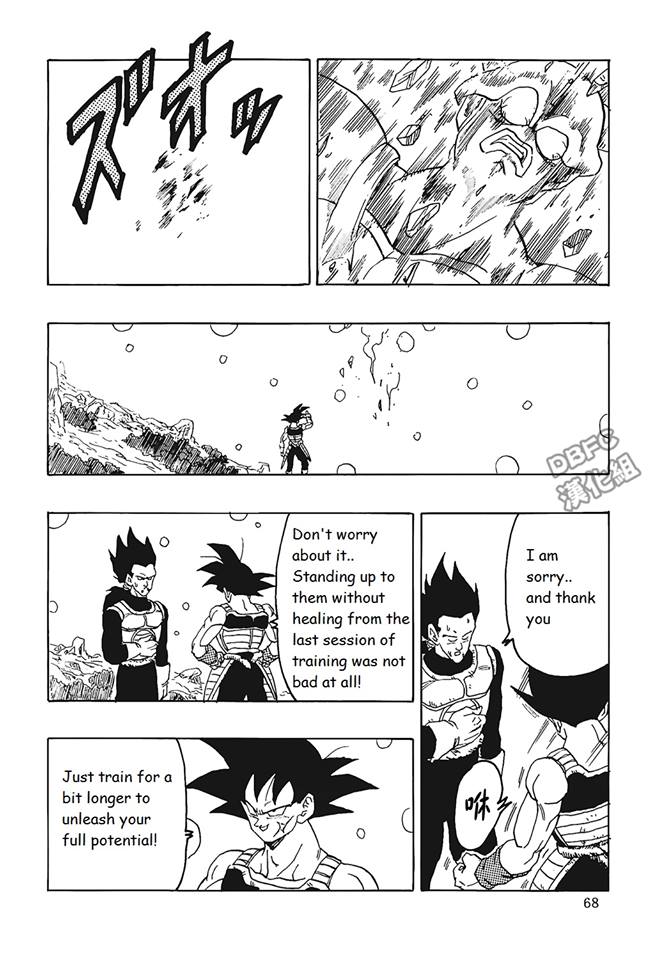 ズオッ
DBFC
漢化組
I am
sorry..
and thank
you
咻
Don't worry
about it..
Standing up to
them without
healing from the
last session of
training was not
bad at all!
Just train for a
bit longer to
unleash your
full potential!
68